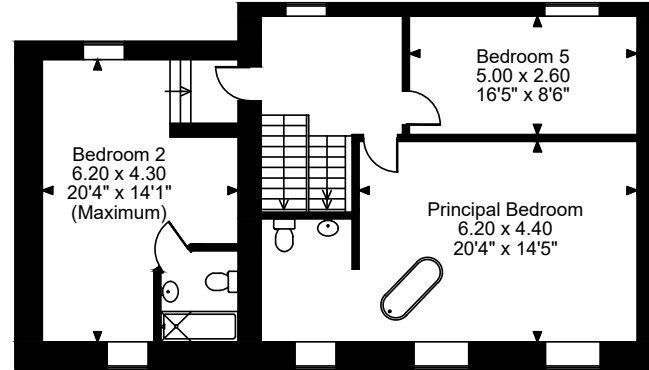 Bedroom 5
5.00 x 2.60
16'5" x 8'6"
Bedroom 2
6.20 x 4.30
20'4" x 14'1"
(Maximum)
Principal Bedroom
6.20 x 4.40
20'4" x 14'5"